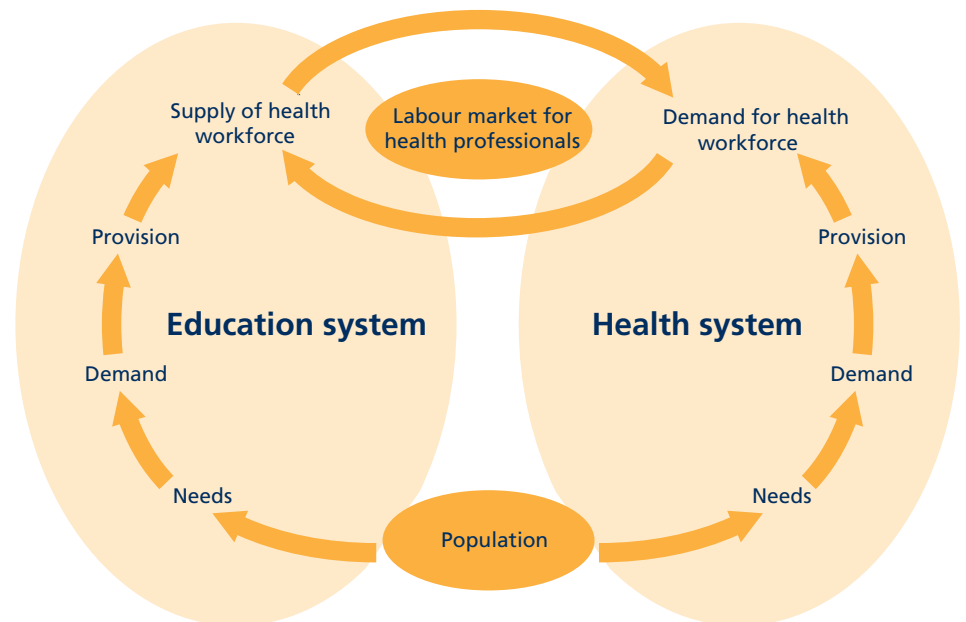 Supply of health
workforce
Labour market for
health professionals
Demand for health
workforce
Provision
Provision
Education system
Health system
Demand
Demand
Needs
Needs
Population